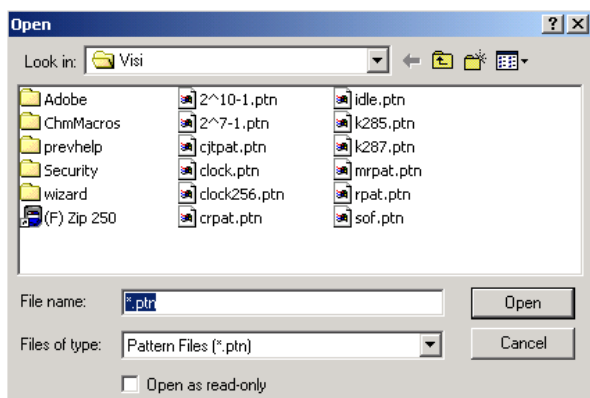 Open
Look in: Visi
Adobe 2^10-1.ptn idle.ptn
ChmMacros 2^7-1.ptn k285.ptn
prevhelp cjtpat.ptn k287.ptn
Security clock.ptn mrpat.ptn
wizard clock256.ptn rpat.ptn
(F) Zip 250 crpat.ptn sof.ptn
File name: *.ptn Open
Files of type: Pattern Files (*.ptn) Cancel
Open as read-only